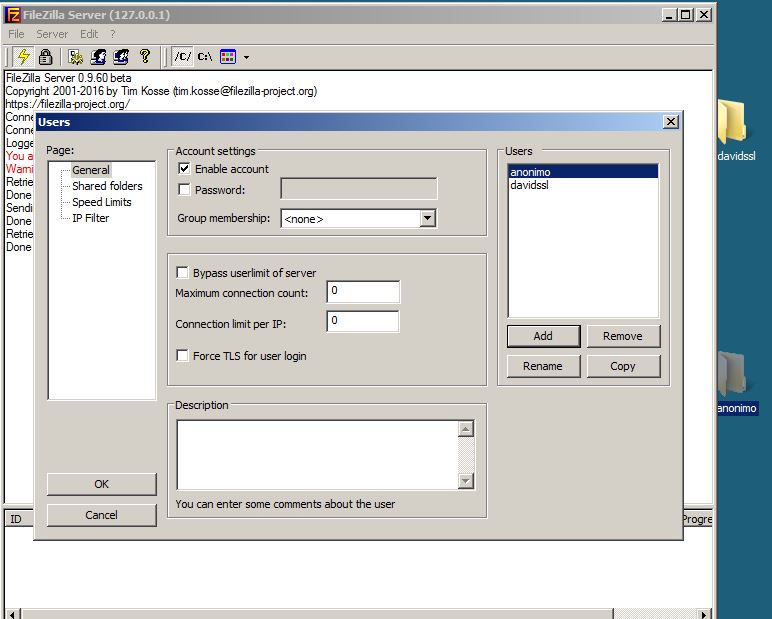 FileZilla Server (127.0.0.1)
File Server Edit ?
/C/ C:\
FileZilla Server 0.9.60 beta
Copyright 2001-2016 by Tim Kosse (tim.kosse@filezilla-project.org)
https://filezilla-project.org/
Conne
Conne
Logge
You a
Warni
Retrie
Done
Sendi
Done
Retrie
Done
Users
Page:
General
Shared folders
Speed Limits
IP Filter
OK
Cancel
Account settings
Enable account
Password:
Group membership: <none>
Bypass userlimit of server
Maximum connection count: 0
Connection limit per IP: 0
Force TLS for user login
Description
You can enter some comments about the user
Users
anonimo
davidssl
Add Remove
Rename Copy
ID Progre
davidssl
anonimo